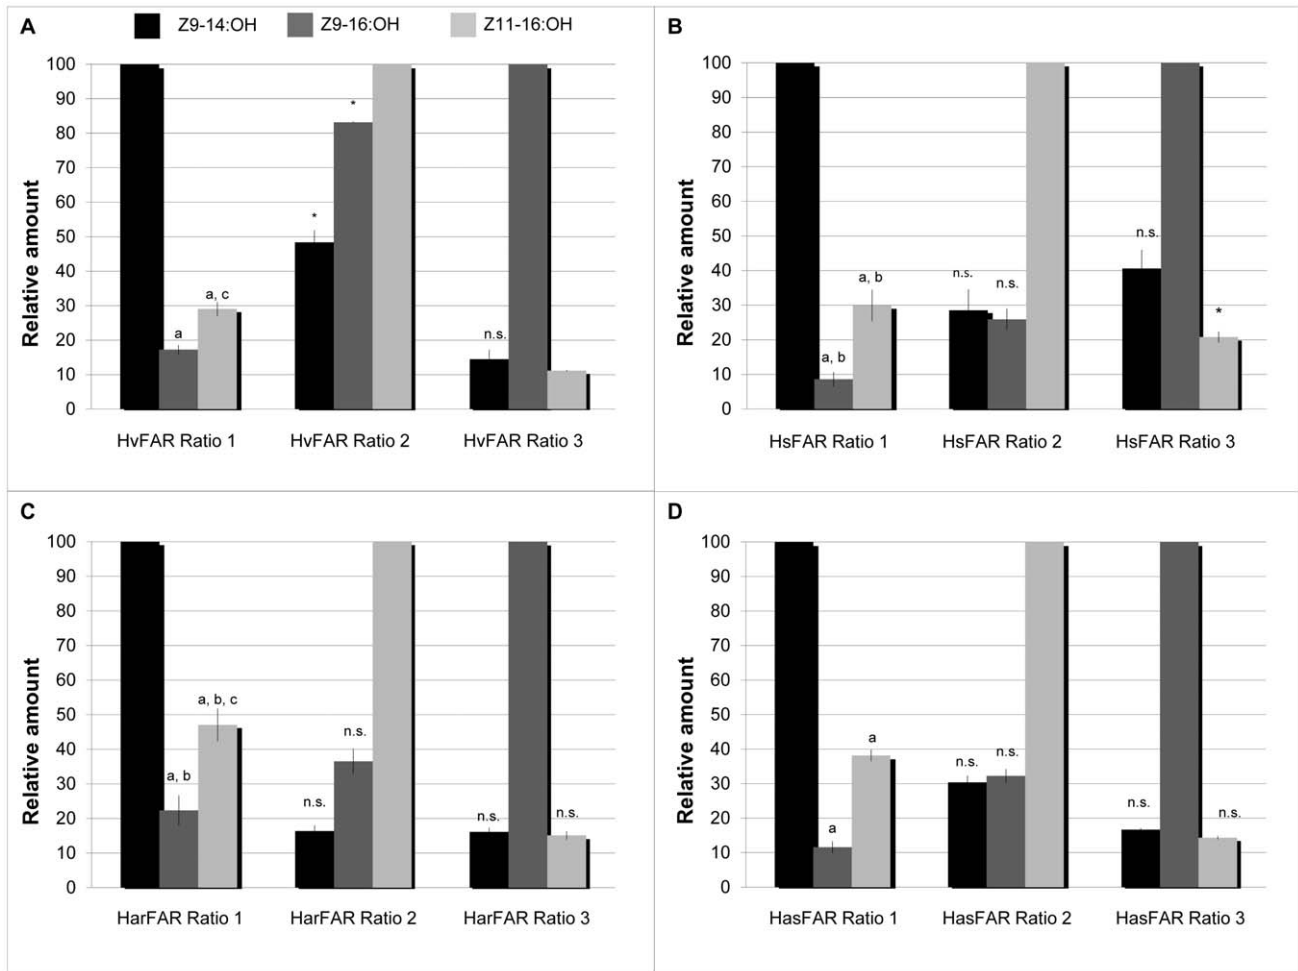 A
Z9-14:OH Z9-16:OH Z11-16:OH
Relative amount
100
90
80
70
60
50
40
30
20
10
0
a
a, c
*
*
n.s.
HvFAR Ratio 1 HvFAR Ratio 2 HvFAR Ratio 3
B
Relative amount
100
90
80
70
60
50
40
30
20
10
0
a, b
a, b
n.s.
n.s.
n.s.
*
HsFAR Ratio 1 HsFAR Ratio 2 HsFAR Ratio 3
C
Relative amount
100
90
80
70
60
50
40
30
20
10
0
a, b
a, b, c
n.s.
n.s.
n.s.
n.s.
HarFAR Ratio 1 HarFAR Ratio 2 HarFAR Ratio 3
D
Relative amount
100
90
80
70
60
50
40
30
20
10
0
a
a
n.s.
n.s.
n.s.
n.s.
HasFAR Ratio 1 HasFAR Ratio 2 HasFAR Ratio 3